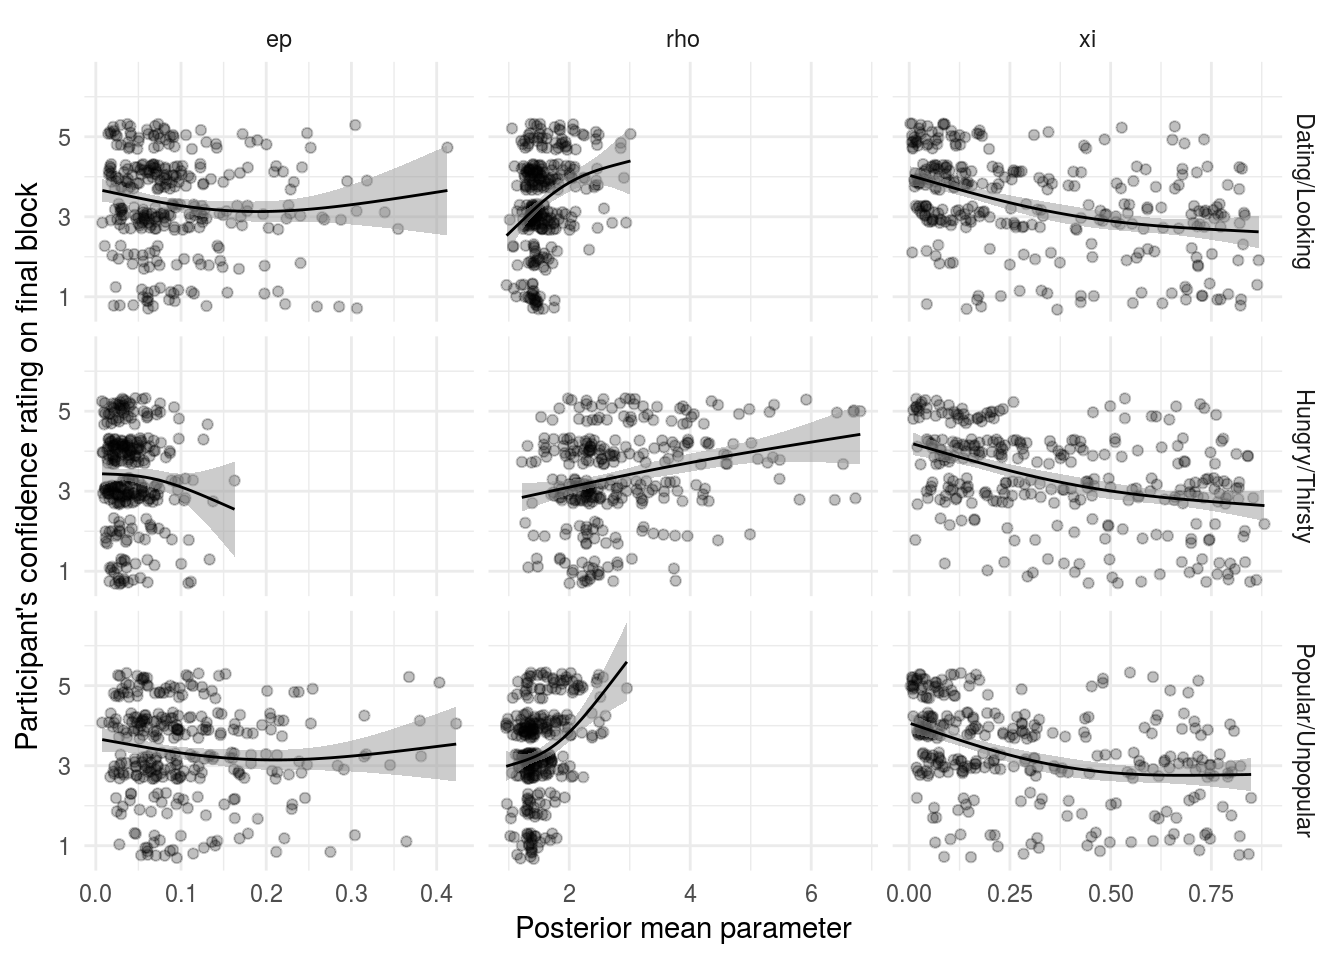 ep rho xi
5
3
1
Dating/Looking
5
3
1
Hungry/Thirsty
5
3
1
Popular/Unpopular
0.0 0.1 0.2 0.3 0.4 2 4 6 0.00 0.25 0.50 0.75
Posterior mean parameter
Participant's confidence rating on final block